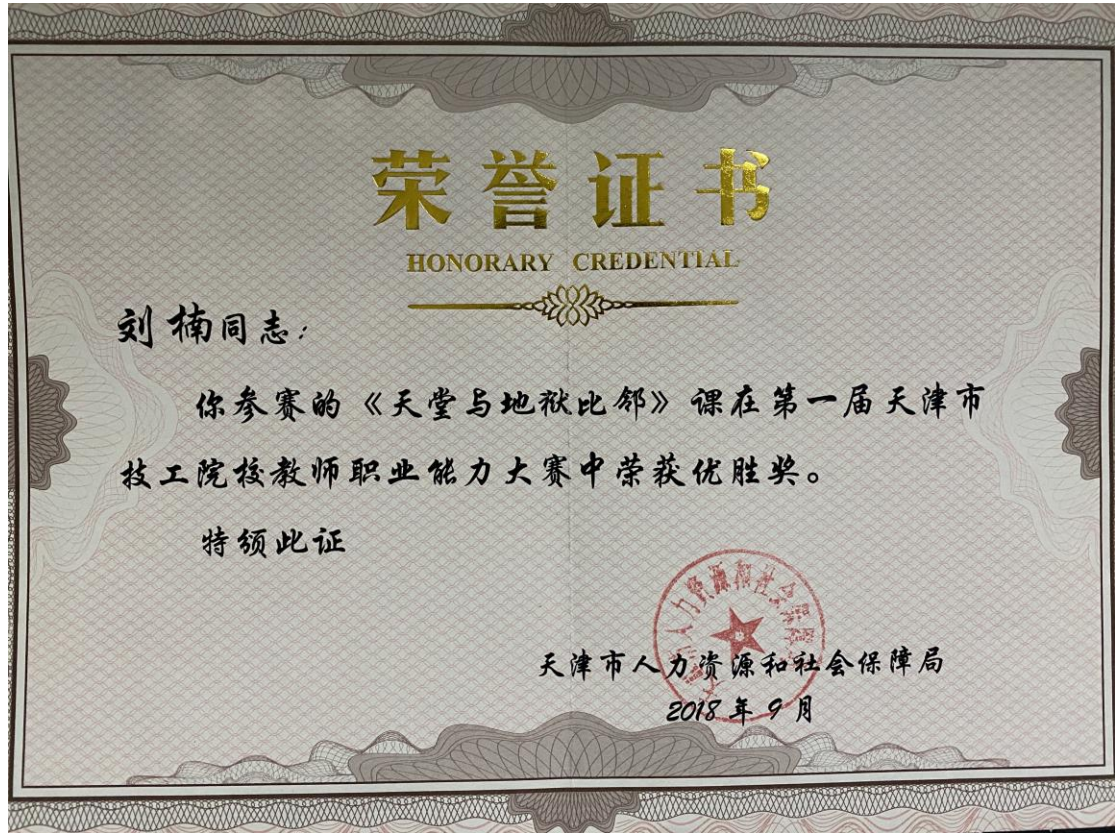 荣誉证书
HONORARY CREDENTIAL
刘楠同志:
你参赛的《天堂与地狱比邻》课在第一届天津市
技工院校教师职业能力大赛中荣获优胜奖。
特颁此证
天津市人力资源和社会保障局
2018年9月